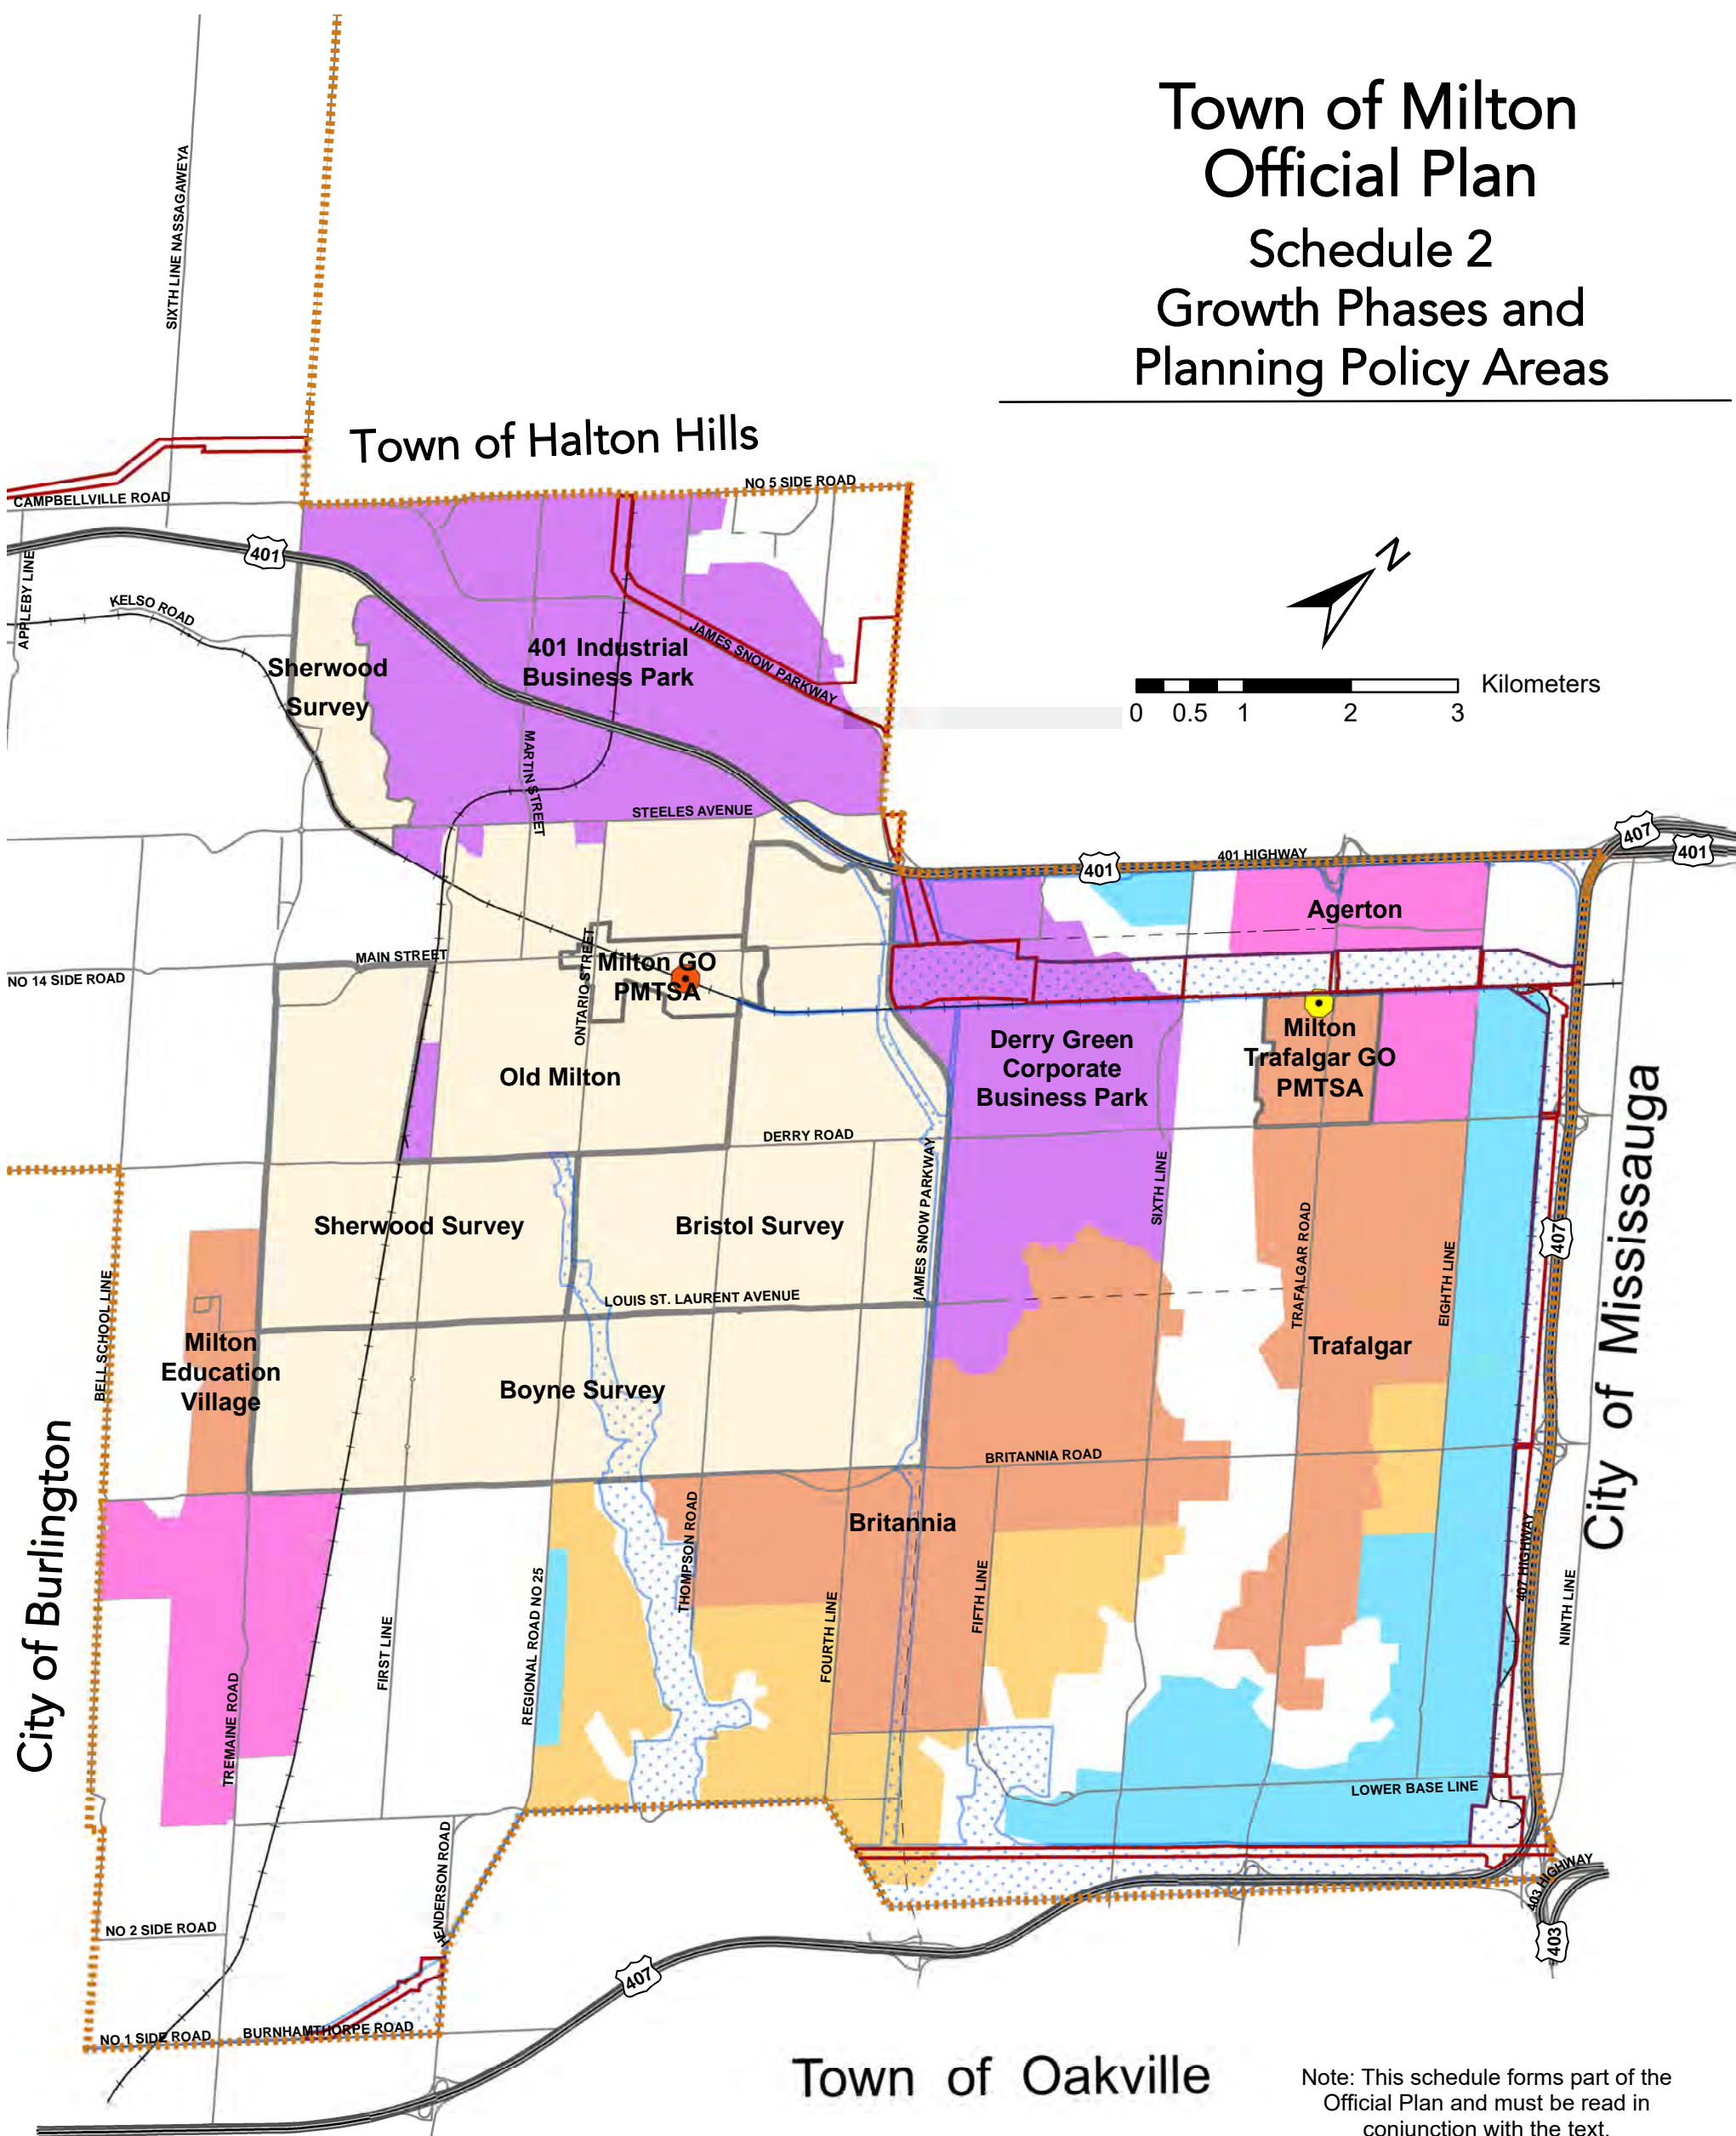 Town of Milton
Official Plan
Schedule 2
Growth Phases and
Planning Policy Areas
SIXTH LINE NASSAGAWEYA
Town of Halton Hills
NO 5 SIDE ROAD
CAMPBELLVILLE ROAD
401
APPLEBY LINE
KELSO ROAD
N
Sherwood
Survey
401 Industrial
Business Park
JAMES SNOW PARKWAY
Kilometers
0 0.5 1 2 3
MARTIN STREET
STEELES AVENUE
407
401
401
401 HIGHWAY
Agerton
MAIN STREET
NO 14 SIDE ROAD
ONTARIO STREET
Milton GO
PMTSA
Derry Green
Corporate
Business Park
Milton
Trafalgar GO
PMTSA
Old Milton
DERRY ROAD
JAMES SNOW PARKWAY
SIXTH LINE
TRAFALGAR ROAD
EIGHTH LINE
407
City of Mississauga
Sherwood Survey
Bristol Survey
BELL SCHOOL LINE
LOUIS ST. LAURENT AVENUE
Milton
Education
Village
Trafalgar
Boyne Survey
BRITANNIA ROAD
City of Burlington
Britannia
THOMPSON ROAD
REGIONAL ROAD NO 25
FOURTH LINE
FIFTH LINE
407 HIGHWAY
NINTH LINE
FIRST LINE
TREMAINE ROAD
LOWER BASE LINE
HENDERSON ROAD
403 HIGHWAY
403
NO 2 SIDE ROAD
407
NO 1 SIDE ROAD
BURNHAMTHORPE ROAD
Town of Oakville
Note: This schedule forms part of the
Official Plan and must be read in
conjunction with the text.